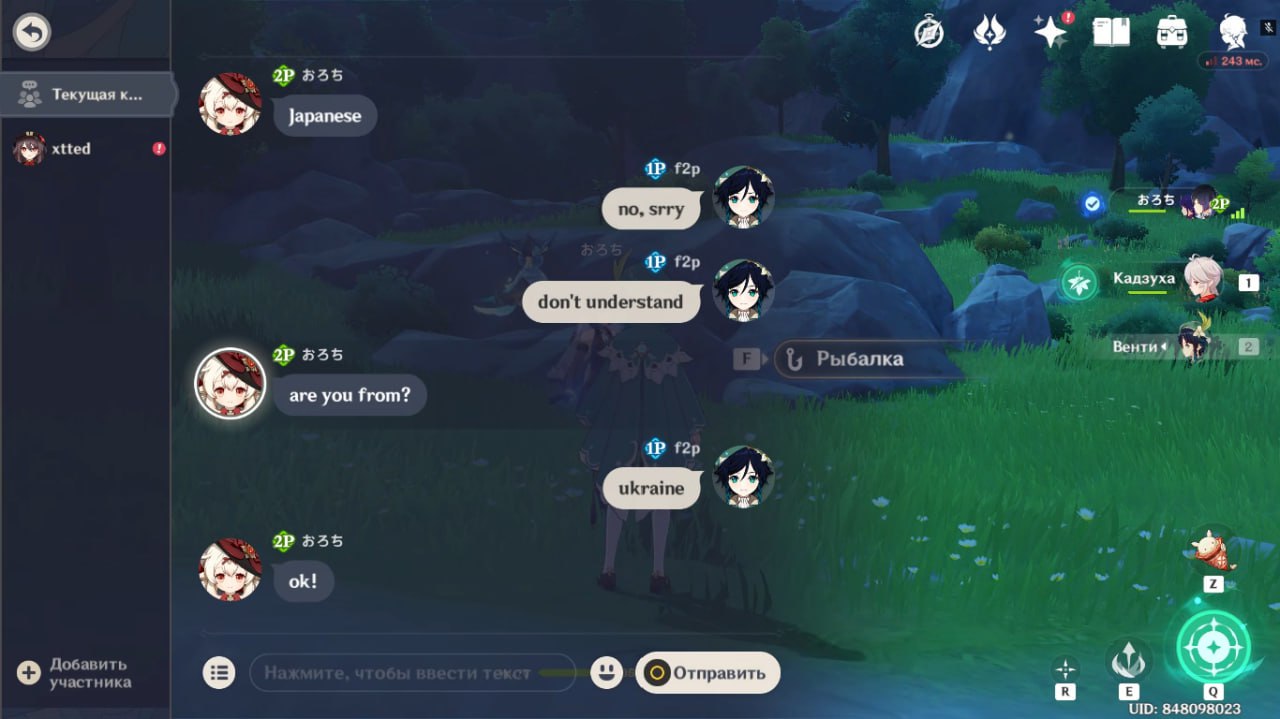 243 мс.
Текущая к...
xtted
2P おろち
Japanese
1P f2p
no, srry
おろち
1P f2p
don't understand
2P おろち
are you from?
1P f2p
ukraine
2P おろち
ok!
おろち 2P
Кадзуха 1
Венти 2
F Рыбалка
Добавить
участника
Нажмите, чтобы ввести текст
Отправить
Z
R
E
Q
UID: 848098023